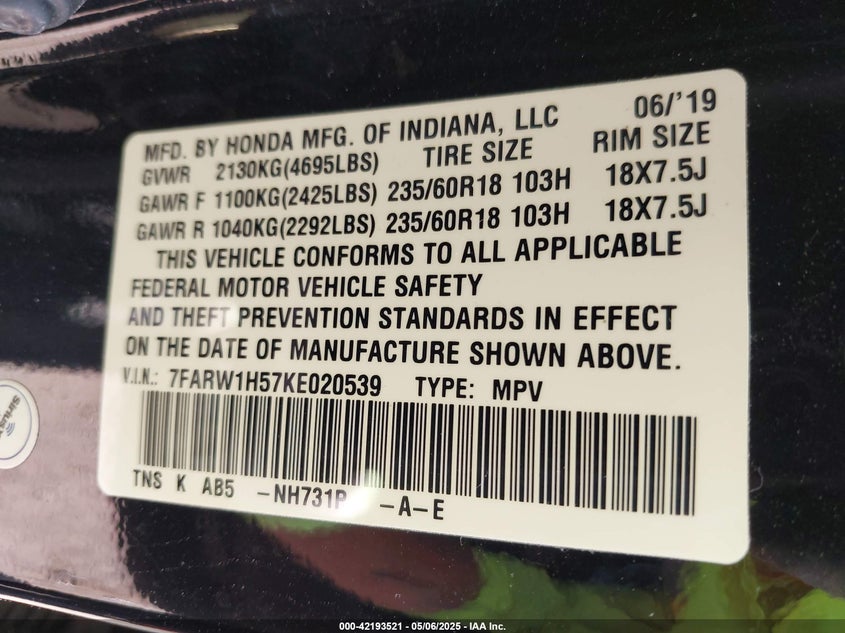 06/'19
MFD. BY HONDA MFG. OF INDIANA, LLC
GVWR 2130KG(4695LBS) TIRE SIZE RIM SIZE
GAWR F 1100KG(2425LBS) 235/60R18 103H 18X7.5J
GAWR R 1040KG(2292LBS) 235/60R18 103H 18X7.5J
THIS VEHICLE CONFORMS TO ALL APPLICABLE
FEDERAL MOTOR VEHICLE SAFETY
AND THEFT PREVENTION STANDARDS IN EFFECT
ON THE DATE OF MANUFACTURE SHOWN ABOVE.
V.I.N.: 7FARW1H57KE020539 TYPE: MPV
TNS K AB5 -NH731P -A-E
000-42193521 - 05/06/2025 - IAA Inc.